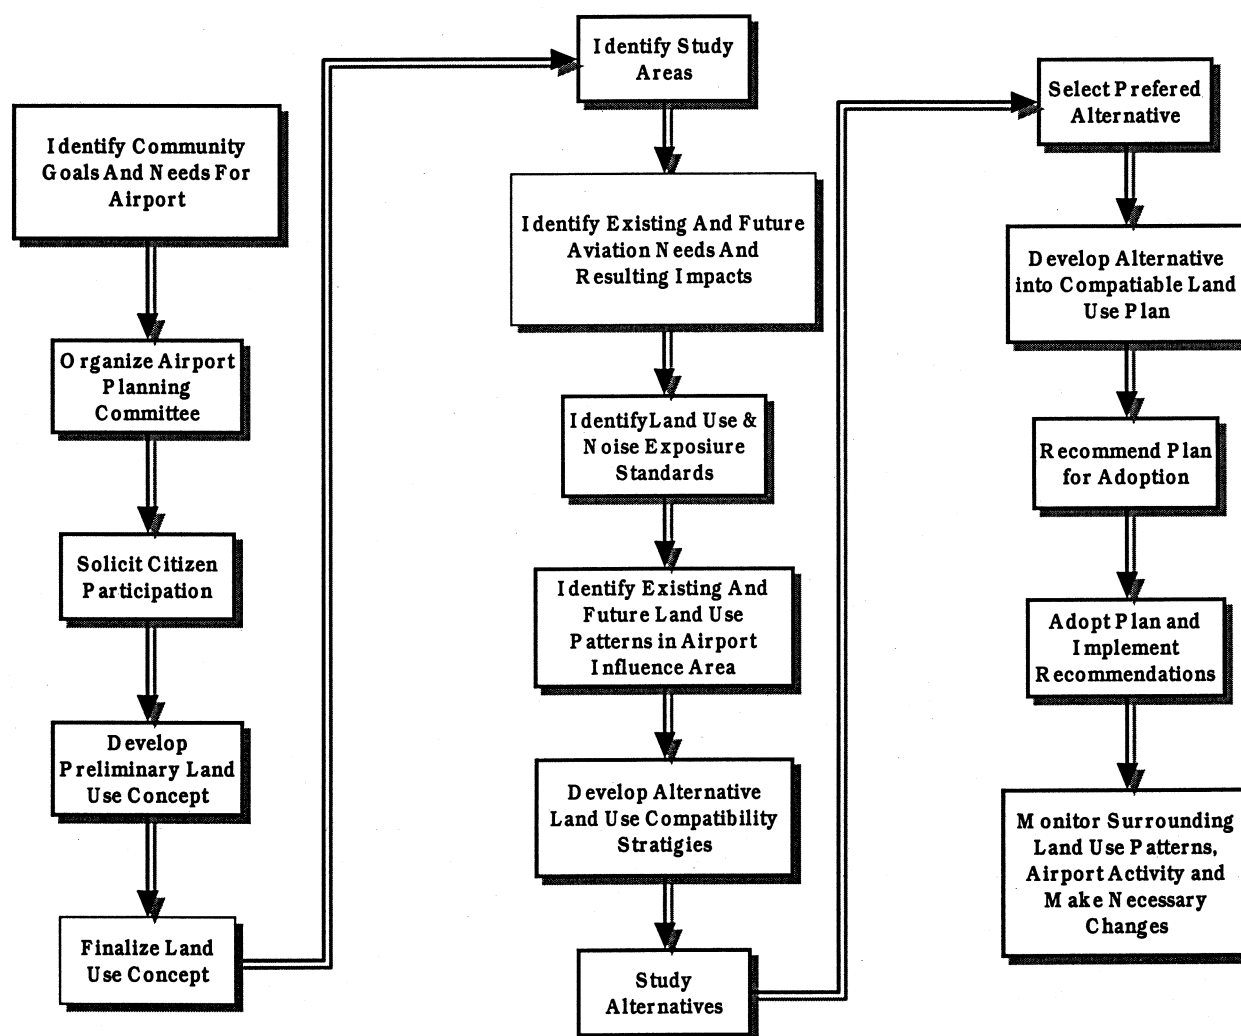 Identify Community
Goals And Needs For
Airport
Organize Airport
Planning
Committee
Solicit Citizen
Participation
Develop
Preliminary Land
Use Concept
Finalize Land
Use Concept
Identify Study
Areas
Identify Existing And Future
Aviation Needs And
Resulting Impacts
Identify Land Use &
Noise Exposiure
Standards
Identify Existing And
Future Land Use
Patterns in Airport
Influence Area
Develop Alternative
Land Use Compatibility
Stratigies
Study
Alternatives
Select Prefered
Alternative
Develop Alternative
into Compatiable Land
Use Plan
Recommend Plan
for Adoption
Adopt Plan and
Implement
Recommendations
Monitor Surrounding
Land Use Patterns,
Airport Activity and
Make Necessary
Changes